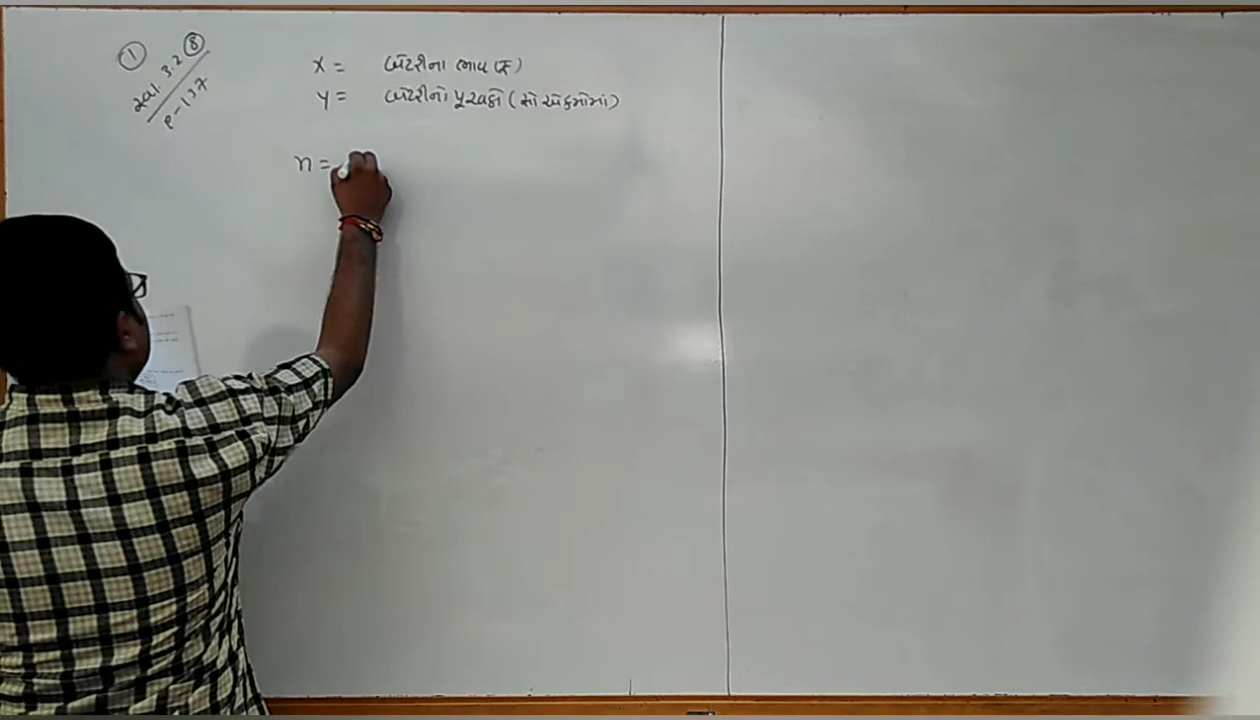 ①
સ્વા. 3.2 ⑧
P-137
x = બેટરીના ભાવ (₹)
y = બેટરીનો પુરવઠો (સો એકમોમાં)
n =